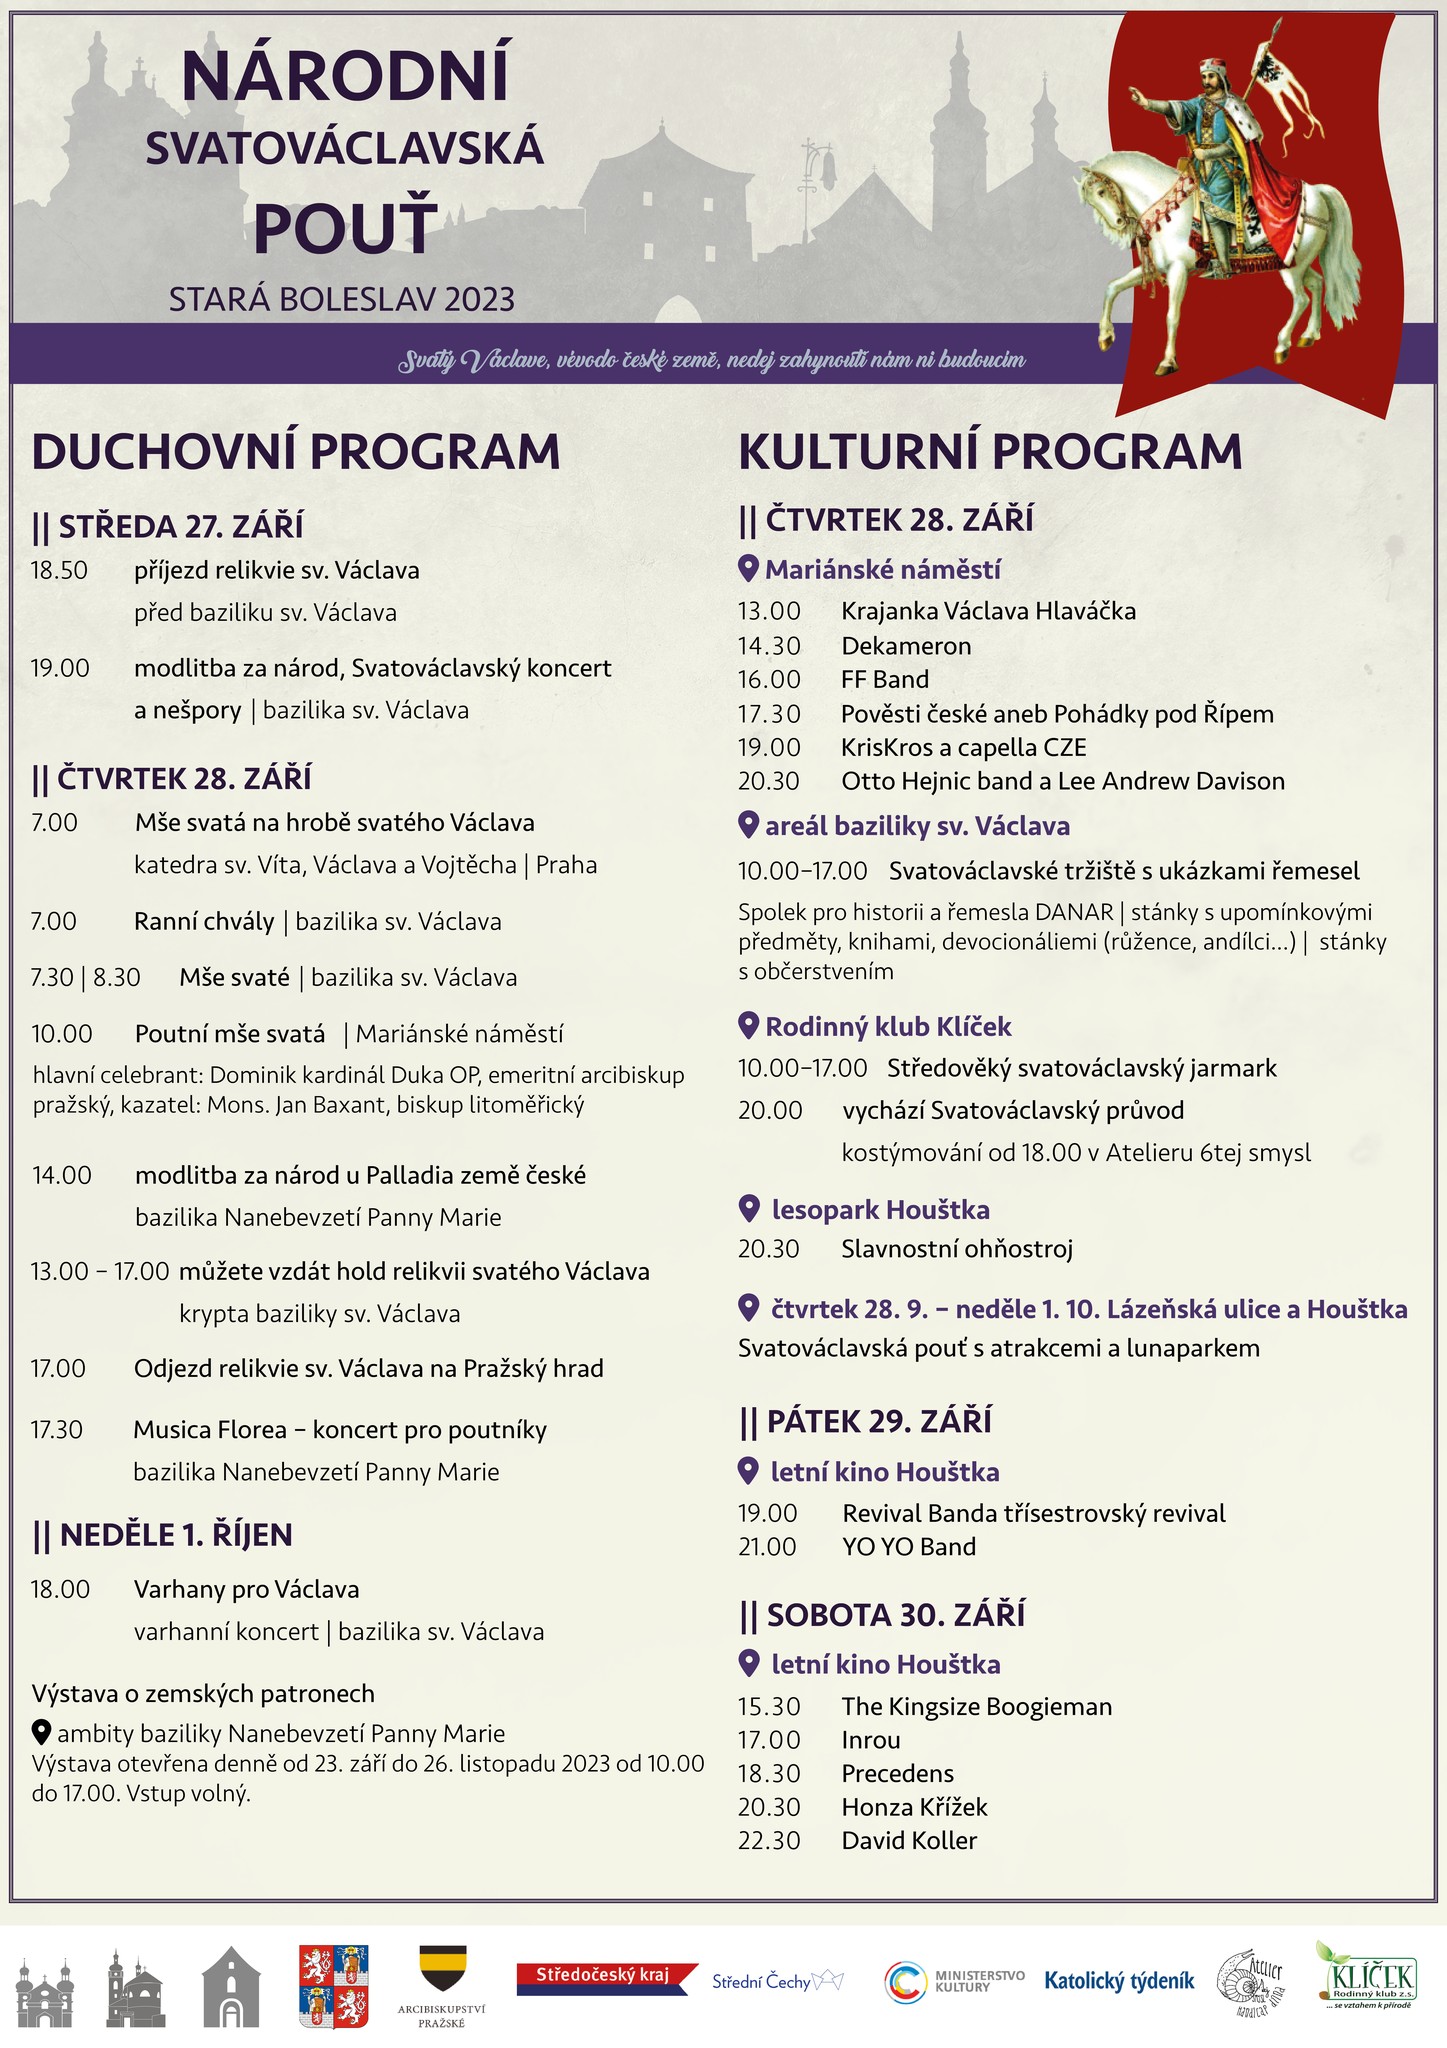 NÁRODNÍ
SVATOVÁCLAVSKÁ
POUŤ
STARÁ BOLESLAV 2023
Svatý Václave, vévodo české země, nedej zahynouti nám ni budoucím
DUCHOVNÍ PROGRAM
|| STŘEDA 27. ZÁŘÍ
18.50 příjezd relikvie sv. Václava
před baziliku sv. Václava
19.00 modlitba za národ, Svatováclavský koncert
a nešpory | bazilika sv. Václava
|| ČTVRTEK 28. ZÁŘÍ
7.00 Mše svatá na hrobě svatého Václava
katedra sv. Víta, Václava a Vojtěcha | Praha
7.00 Ranní chvály | bazilika sv. Václava
7.30 | 8.30 Mše svaté | bazilika sv. Václava
10.00 Poutní mše svatá | Mariánské náměstí
hlavní celebrant: Dominik kardinál Duka OP, emeritní arcibiskup
pražský, kazatel: Mons. Jan Baxant, biskup litoměřický
14.00 modlitba za národ u Palladia země české
bazilika Nanebevzetí Panny Marie
13.00 – 17.00 můžete vzdát hold relikvii svatého Václava
krypta baziliky sv. Václava
17.00 Odjezd relikvie sv. Václava na Pražský hrad
17.30 Musica Florea – koncert pro poutníky
bazilika Nanebevzetí Panny Marie
|| NEDĚLE 1. ŘÍJEN
18.00 Varhany pro Václava
varhanní koncert | bazilika sv. Václava
Výstava o zemských patronech
ambity baziliky Nanebevzetí Panny Marie
Výstava otevřena denně od 23. září do 26. listopadu 2023 od 10.00
do 17.00. Vstup volný.
KULTURNÍ PROGRAM
|| ČTVRTEK 28. ZÁŘÍ
Mariánské náměstí
13.00 Krajanka Václava Hlaváčka
14.30 Dekameron
16.00 FF Band
17.30 Pověsti české aneb Pohádky pod Řípem
19.00 KrisKros a capella CZE
20.30 Otto Hejnic band a Lee Andrew Davison
areál baziliky sv. Václava
10.00–17.00 Svatováclavské tržiště s ukázkami řemesel
Spolek pro historii a řemesla DANAR | stánky s upomínkovými
předměty, knihami, devocionáliemi (růžence, andílci...) | stánky
s občerstvením
Rodinný klub Klíček
10.00–17.00 Středověký svatováclavský jarmark
20.00 vychází Svatováclavský průvod
kostýmování od 18.00 v Atelieru 6tej smysl
lesopark Houštka
20.30 Slavnostní ohňostroj
čtvrtek 28. 9. – neděle 1. 10. Lázeňská ulice a Houštka
Svatováclavská pouť s atrakcemi a lunaparkem
|| PÁTEK 29. ZÁŘÍ
letní kino Houštka
19.00 Revival Banda třísestrovský revival
21.00 YO YO Band
|| SOBOTA 30. ZÁŘÍ
letní kino Houštka
15.30 The Kingsize Boogieman
17.00 Inrou
18.30 Precedens
20.30 Honza Křížek
22.30 David Koller
ARCIBISKUPSTVÍ
PRAŽSKÉ
Středočeský kraj
Střední Čechy
MINISTERSTVO
KULTURY
Katolický týdeník
Atelier
KLÍČEK
Rodinný klub z.s.
... se vztahem k přírodě